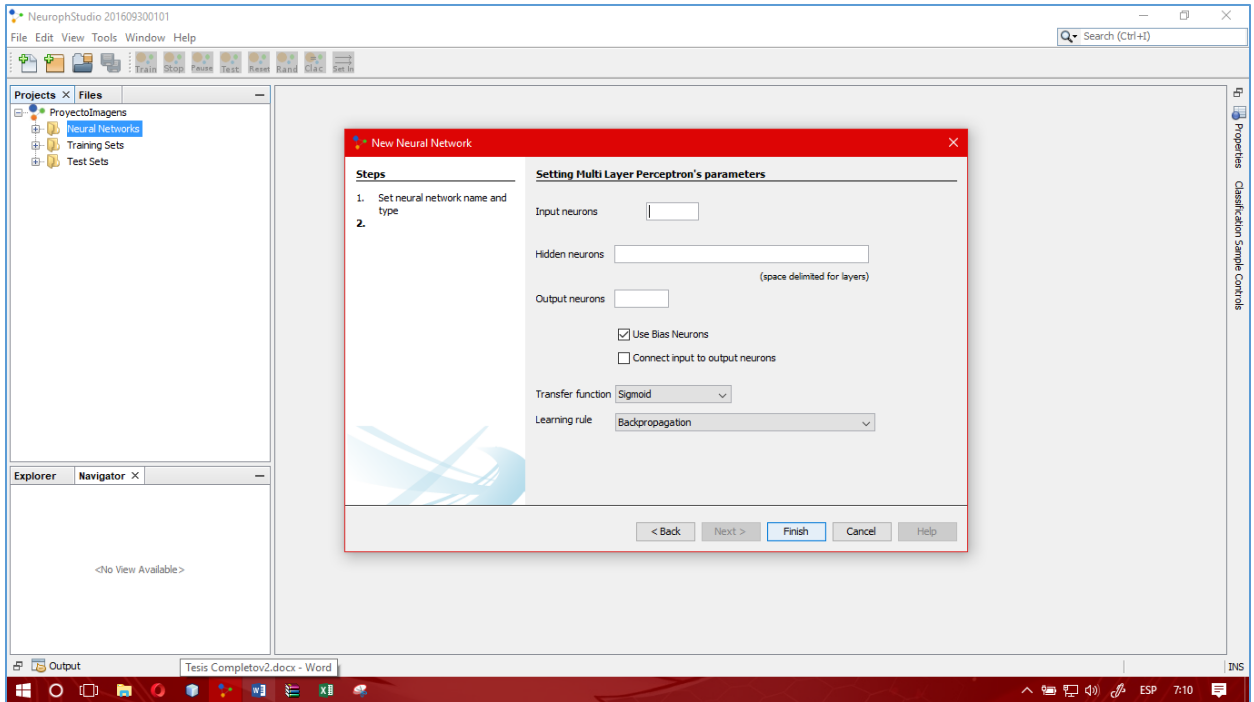 NeurophStudio 201609300101
File Edit View Tools Window Help
Search (Ctrl+I)
Train Stop Pause Test Reset Rand Clac Set In
Projects Files
ProyectoImagens
Neural Networks
Training Sets
Test Sets
New Neural Network
Steps
1. Set neural network name and
type
2.
Setting Multi Layer Perceptron's parameters
Input neurons
Hidden neurons
(space delimited for layers)
Output neurons
Use Bias Neurons
Connect input to output neurons
Transfer function Sigmoid
Learning rule Backpropagation
< Back Next > Finish Cancel Help
Properties
Classification Sample Controls
Explorer Navigator
<No View Available>
Output
Tesis Completov2.docx - Word
INS
ESP 7:10